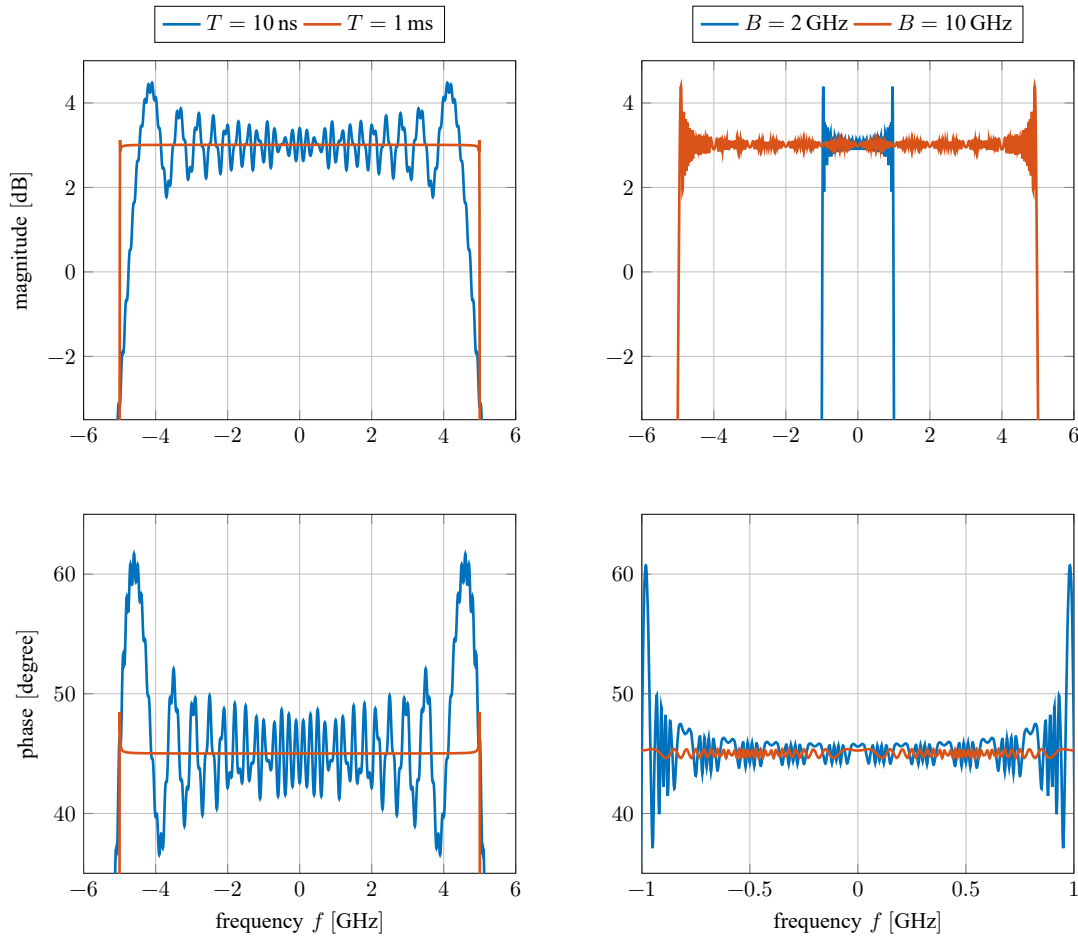 T = 10 ns T = 1 ms
B = 2 GHz B = 10 GHz
4
2
0
−2
magnitude [dB]
−6 −4 −2 0 2 4 6
4
2
0
−2
−6 −4 −2 0 2 4 6
60
50
40
phase [degree]
−6 −4 −2 0 2 4 6
frequency f [GHz]
60
50
40
−1 −0.5 0 0.5 1
frequency f [GHz]